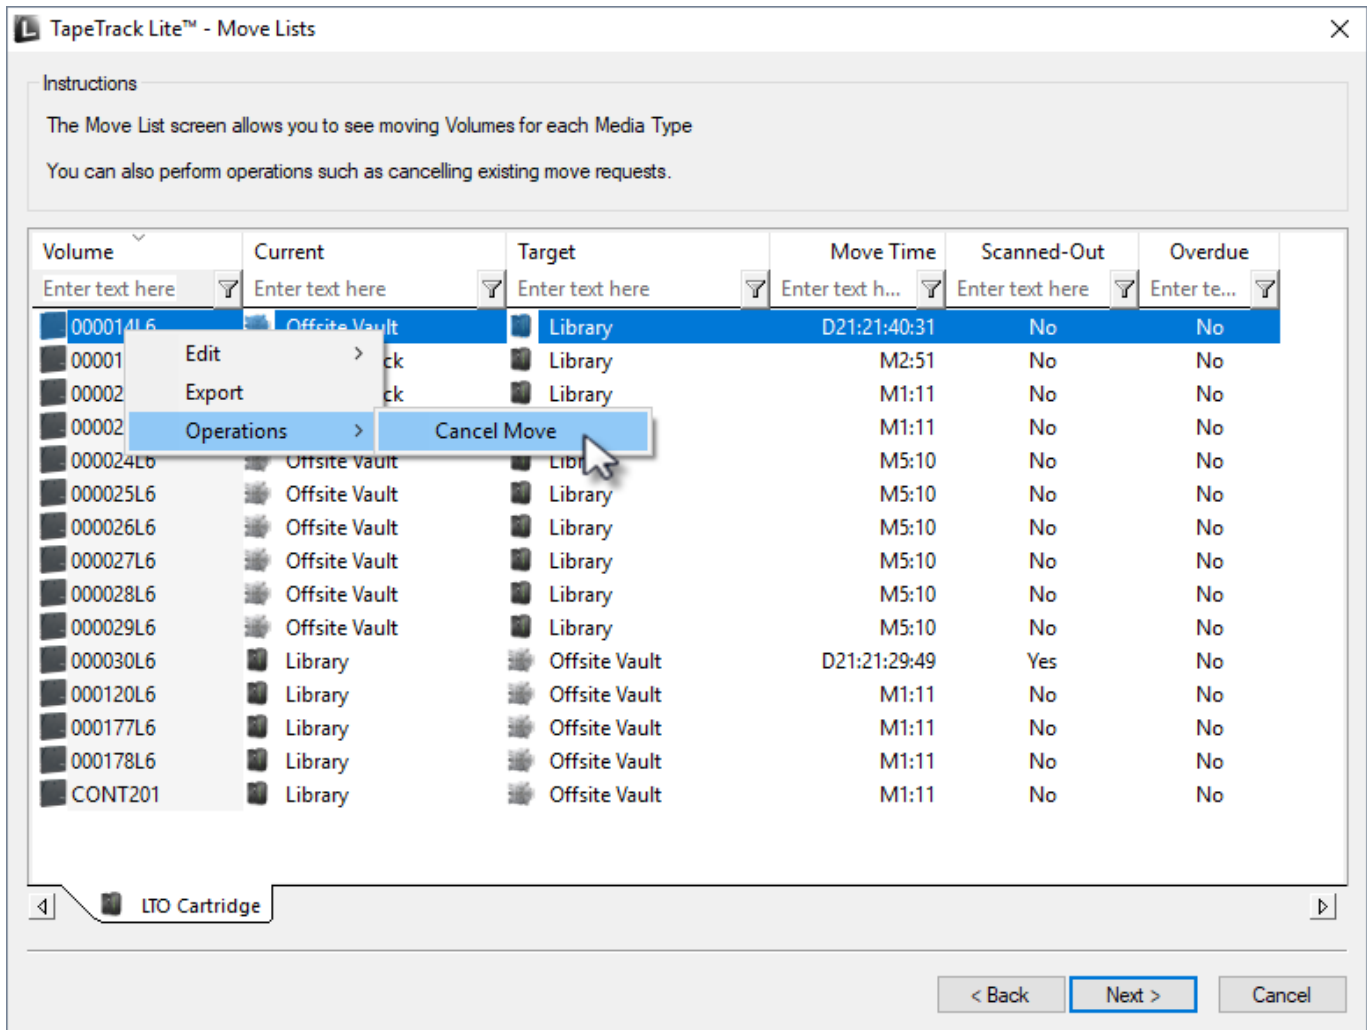 TapeTrack Lite™ - Move Lists
Instructions
The Move List screen allows you to see moving Volumes for each Media Type
You can also perform operations such as cancelling existing move requests.
Volume Current Target Move Time Scanned-Out Overdue
Enter text here Enter text here Enter text here Enter text h... Enter text here Enter te...
000014L6 Offsite Vault Library D21:21:40:31 No No
00001 ck Library M2:51 No No
Edit
00002 ck Library M1:11 No No
Export
00002 M1:11 No No
Operations Cancel Move
000024L6 Offsite Vault Library M5:10 No No
000025L6 Offsite Vault Library M5:10 No No
000026L6 Offsite Vault Library M5:10 No No
000027L6 Offsite Vault Library M5:10 No No
000028L6 Offsite Vault Library M5:10 No No
000029L6 Offsite Vault Library M5:10 No No
000030L6 Library Offsite Vault D21:21:29:49 Yes No
000120L6 Library Offsite Vault M1:11 No No
000177L6 Library Offsite Vault M1:11 No No
000178L6 Library Offsite Vault M1:11 No No
CONT201 Library Offsite Vault M1:11 No No
LTO Cartridge
< Back Next > Cancel